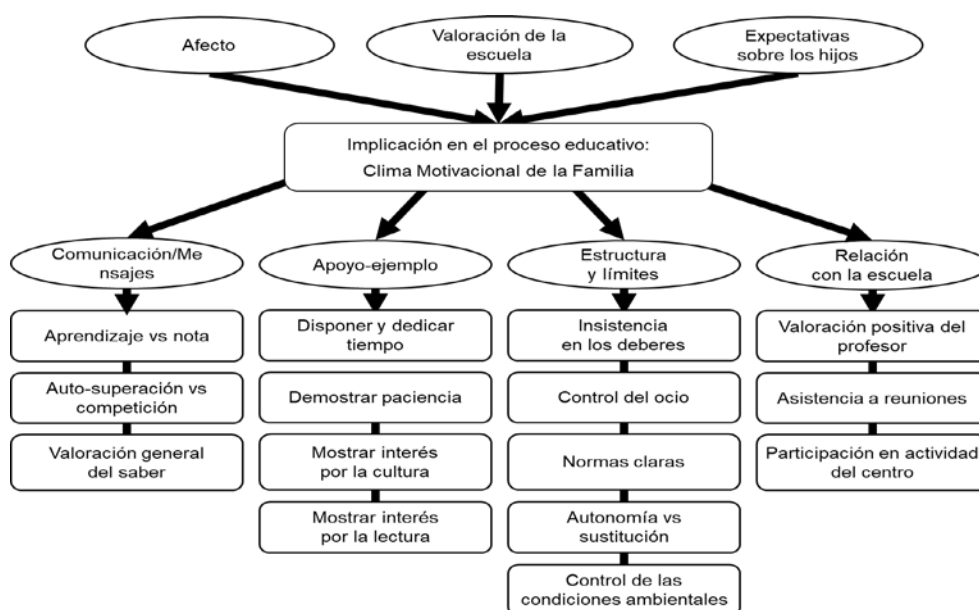 Afecto
Valoración de la
escuela
Expectativas
sobre los hijos
Implicación en el proceso educativo:
Clima Motivacional de la Familia
Comunicación/Me
nsajes
Aprendizaje vs nota
Auto-superación vs
competición
Valoración general
del saber
Apoyo-ejemplo
Disponer y dedicar
tiempo
Demostrar paciencia
Mostrar interés
por la cultura
Mostrar interés
por la lectura
Estructura
y límites
Insistencia
en los deberes
Control del ocio
Normas claras
Autonomía vs
sustitución
Control de las
condiciones ambientales
Relación
con la escuela
Valoración positiva del
profesor
Asistencia a reuniones
Participación en activida
del centro